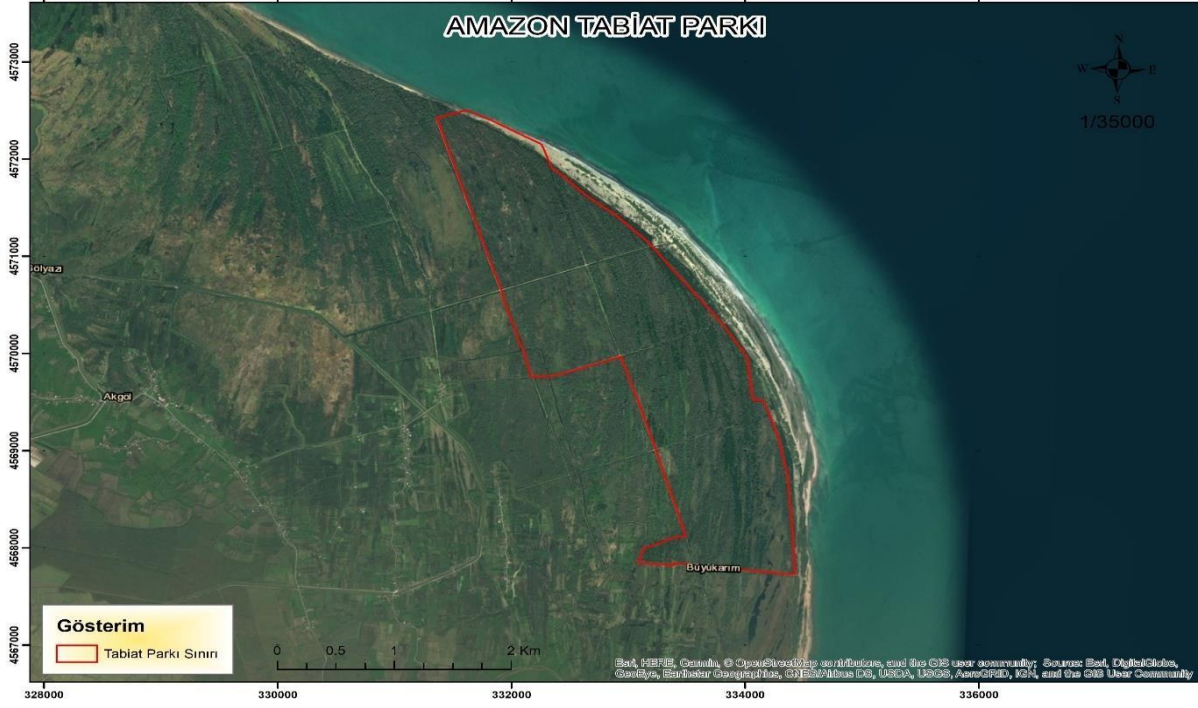 AMAZON TABİAT PARKI
N
W E
S
1/35000
4573000
4572000
4571000
4570000
4569000
4568000
4567000
Gölyazı
Akgöl
Büyükarım
Gösterim
Tabiat Parkı Sınırı
0 0.5 1 2 Km
Esri, HERE, Garmin, © OpenStreetMap contributors, and the GIS user community; Source: Esri, DigitalGlobe,
GeoEye, Earthstar Geographics, CNES/Airbus DS, USDA, USGS, AeroGRID, IGN, and the GIS User Community
328000 330000 332000 334000 336000